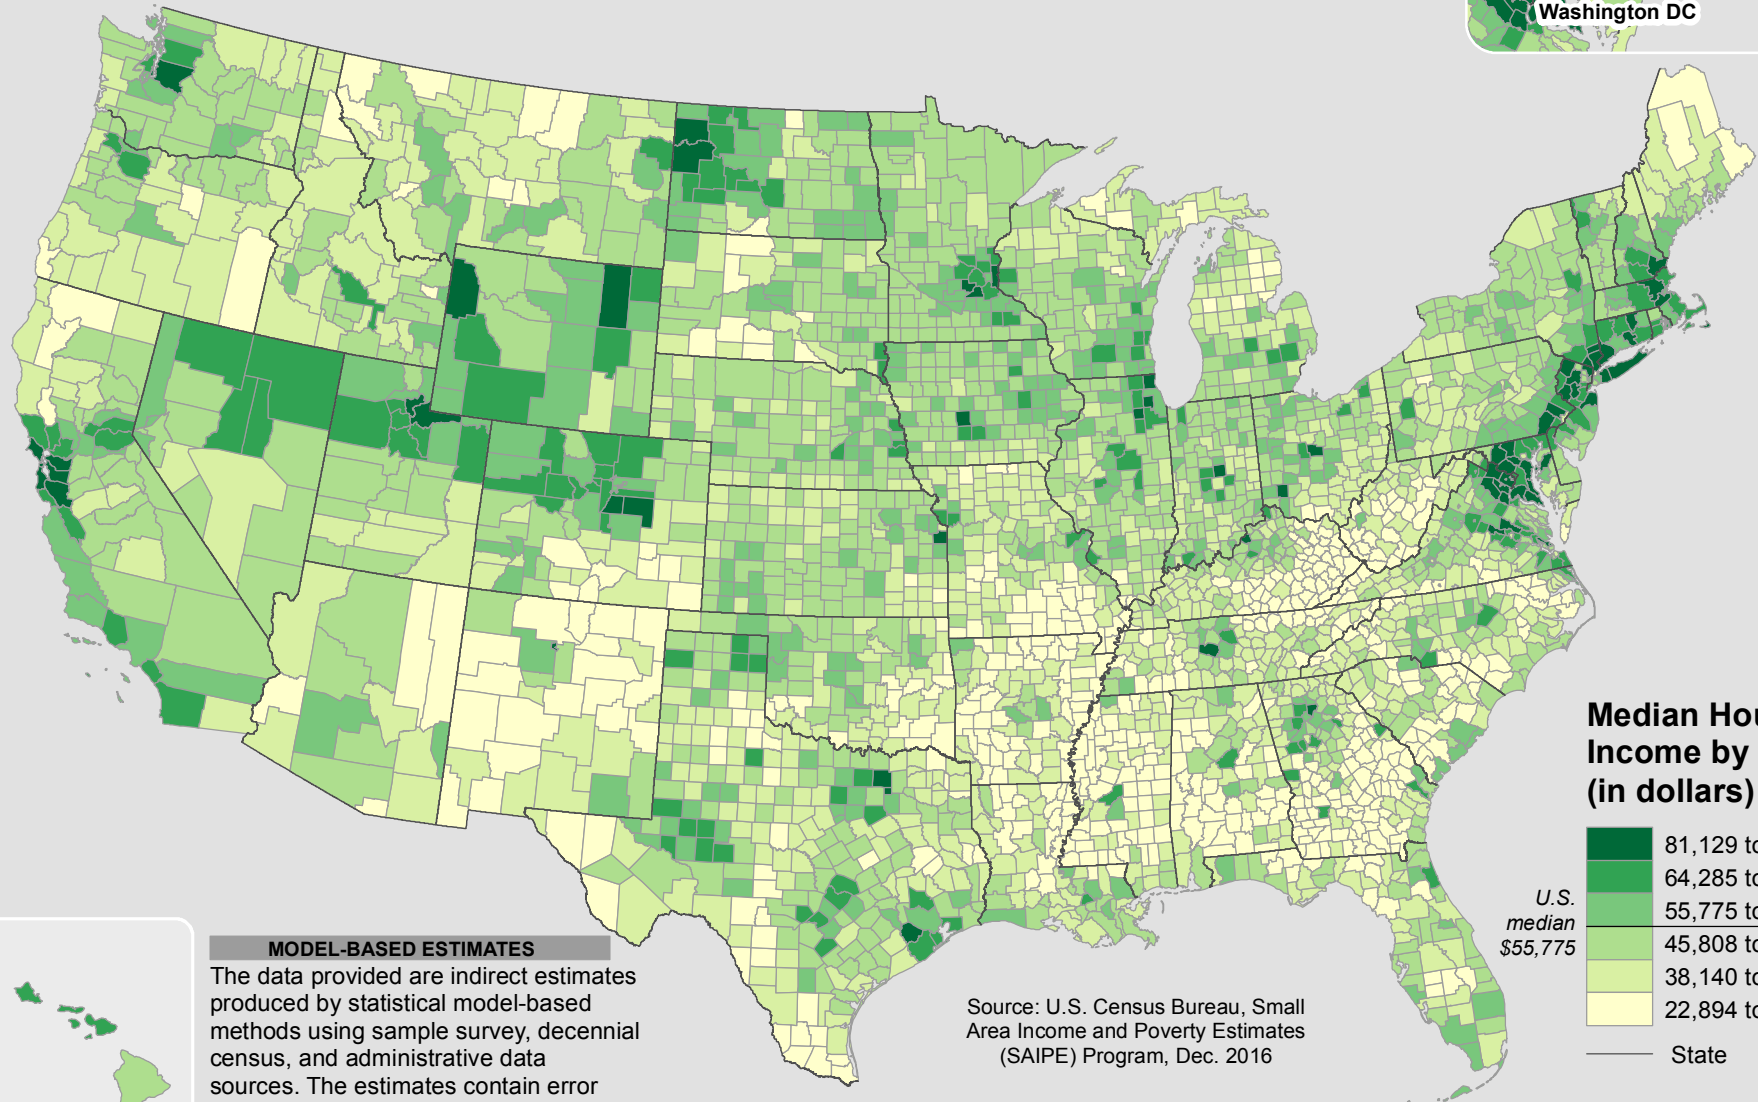 Washington DC
Median Hou
Income by
(in dollars)
81,129 to
64,285 to
55,775 to
U.S.
median
$55,775
45,808 to
38,140 to
22,894 to
State
MODEL-BASED ESTIMATES
The data provided are indirect estimates
produced by statistical model-based
methods using sample survey, decennial
census, and administrative data
sources. The estimates contain error
Source: U.S. Census Bureau, Small
Area Income and Poverty Estimates
(SAIPE) Program, Dec. 2016